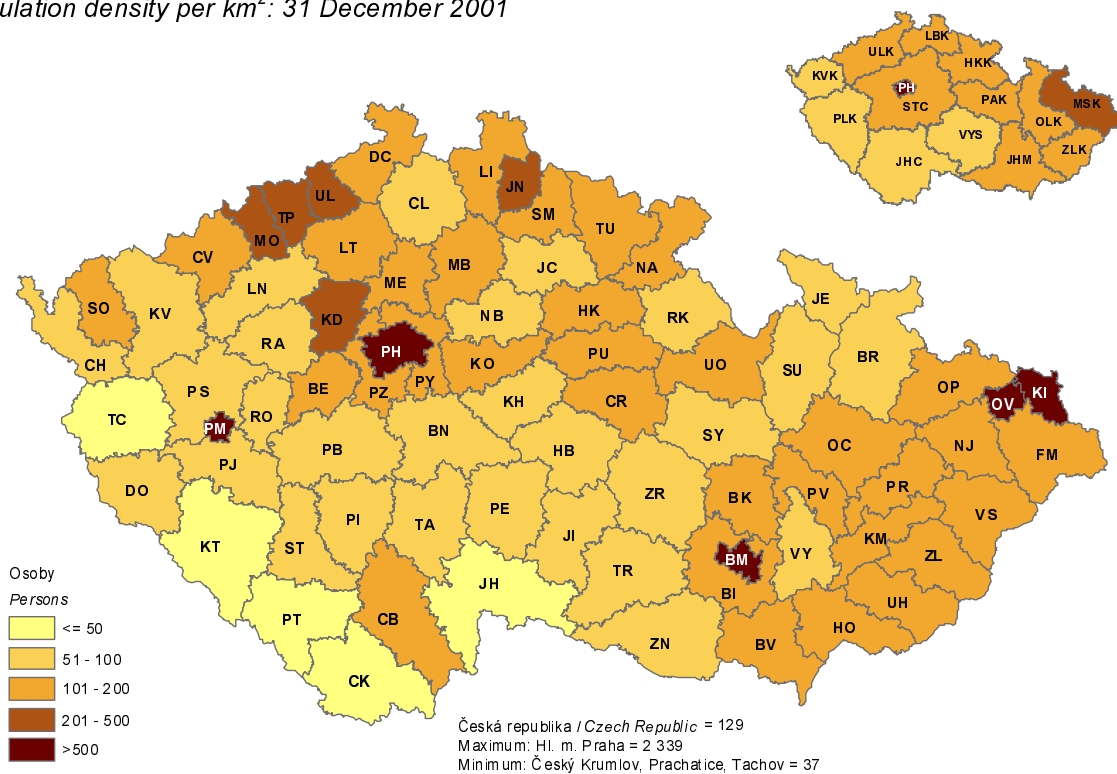 ulation density per km²: 31 December 2001
LBK
ULK
HKK
KVK
PH
STC
PAK
MSK
PLK
OLK
VYS
ZLK
JHC
JHM
DC
LI
JN
UL
CL
TP
SM
TU
MO
LT
CV
MB
JC
NA
ME
LN
JE
SO
KV
KD
NB
HK
RK
RA
PH
PU
BR
CH
KO
UO
SU
PS
BE
PZ
PY
OP
KI
OV
TC
RO
KH
CR
PM
BN
SY
OC
NJ
FM
PB
HB
PJ
DO
ZR
BK
PV
PR
PE
VS
PI
TA
JI
KM
KT
ST
VY
ZL
BM
TR
JH
BI
UH
PT
CB
HO
ZN
BV
CK
Osoby
Persons
<= 50
51 - 100
101 - 200
201 - 500
>500
Česká republika / Czech Republic = 129
Maximum: Hl. m. Praha = 2 339
Minimum: Český Krumlov, Prachatice, Tachov = 37